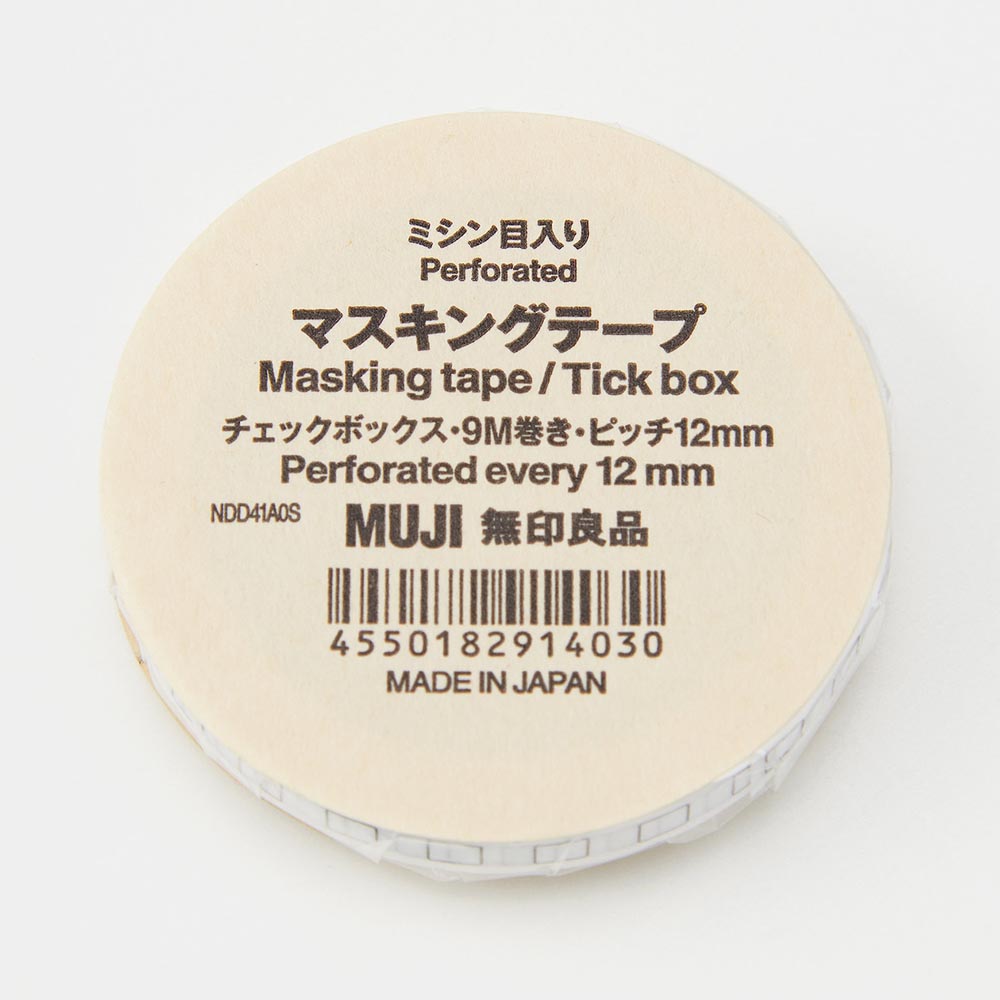 ミシン目入り
Perforated
マスキングテープ
Masking tape / Tick box
チェックボックス・9M巻き・ピッチ12mm
Perforated every 12 mm
NDD41A0S
MUJI 無印良品
4550182914030
MADE IN JAPAN